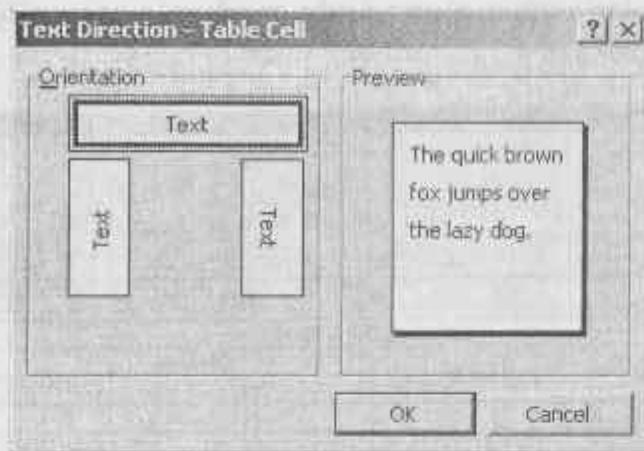 Text Direction - Table Cell ? ×
Orientation
Text
Text
Text
Preview
The quick brown
fox jumps over
the lazy dog.
OK
Cancel